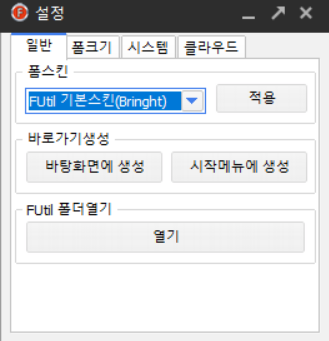 설정
일반 폼크기 시스템 클라우드
폼스킨
FUtil 기본스킨(Bringht) 적용
바로가기생성
바탕화면에 생성 시작메뉴에 생성
FUtil 폴더열기
열기